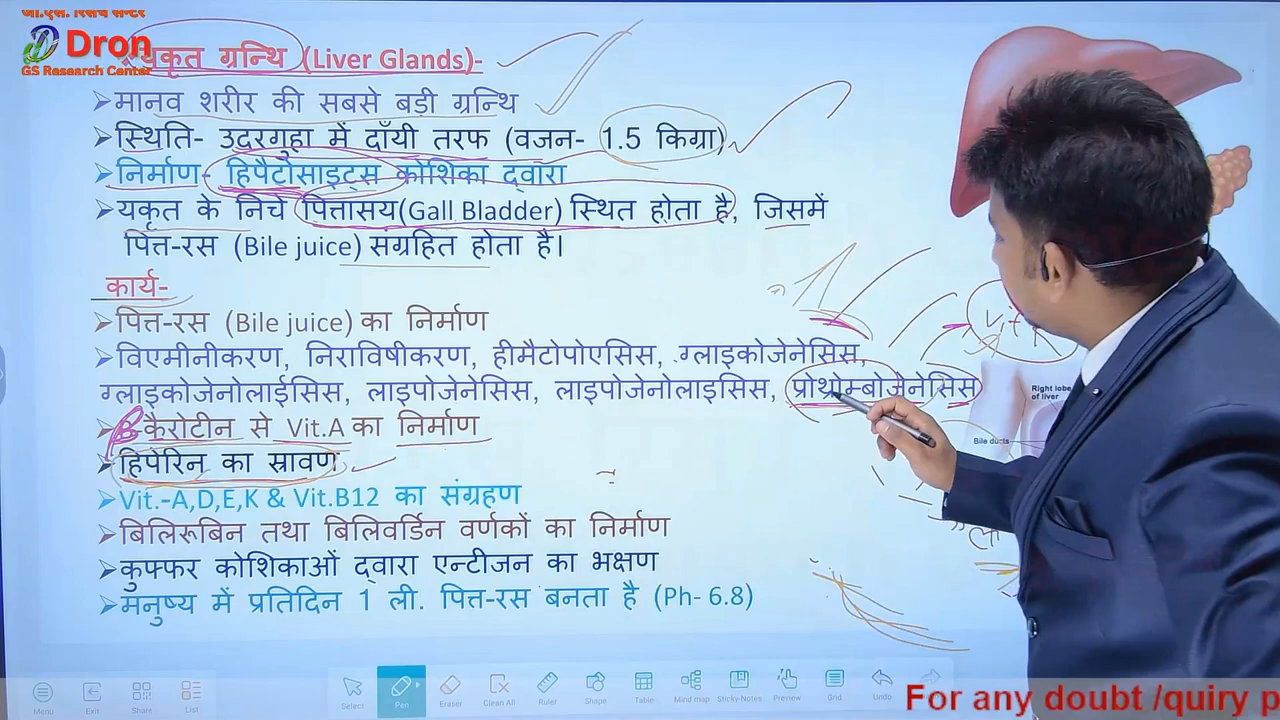 जी.एस. रिसर्च सेन्टर
Dron
GS Research Center
यकृत ग्रन्थि (Liver Glands)-
➢मानव शरीर की सबसे बड़ी ग्रन्थि
➢स्थिति- उदरगुहा में दाँयी तरफ (वजन- 1.5 किग्रा)
➢निर्माण- हिपैटोसाइट्स कोशिका द्वारा
➢यकृत के निचे पित्तासय(Gall Bladder) स्थित होता है, जिसमें
पित्त-रस (Bile juice) संग्रहित होता है।
कार्य-
➢पित्त-रस (Bile juice) का निर्माण
➢विएमीनीकरण, निराविषीकरण, हीमैटोपोएसिस, ग्लाइकोजेनेसिस,
ग्लाइकोजेनोलाईसिस, लाइपोजेनेसिस, लाइपोजेनोलाइसिस, प्रोथ्रोम्बोजेनेसिस
➢β कैरोटीन से Vit.A का निर्माण
➢हिपेरिन का स्रावण
➢Vit.-A,D,E,K & Vit.B12 का संग्रहण
➢बिलिरूबिन तथा बिलिवर्डिन वर्णकों का निर्माण
➢कुफ्फर कोशिकाओं द्वारा एन्टीजन का भक्षण
➢मनुष्य में प्रतिदिन 1 ली. पित्त-रस बनता है (Ph- 6.8)
Vit K
Right lobe
of liver
Bile ducts
Menu Exit Share List Select Pen Eraser Clean All Ruler Shape Table Mind map Sticky Notes Preview Grid Undo
For any doubt /quiry p